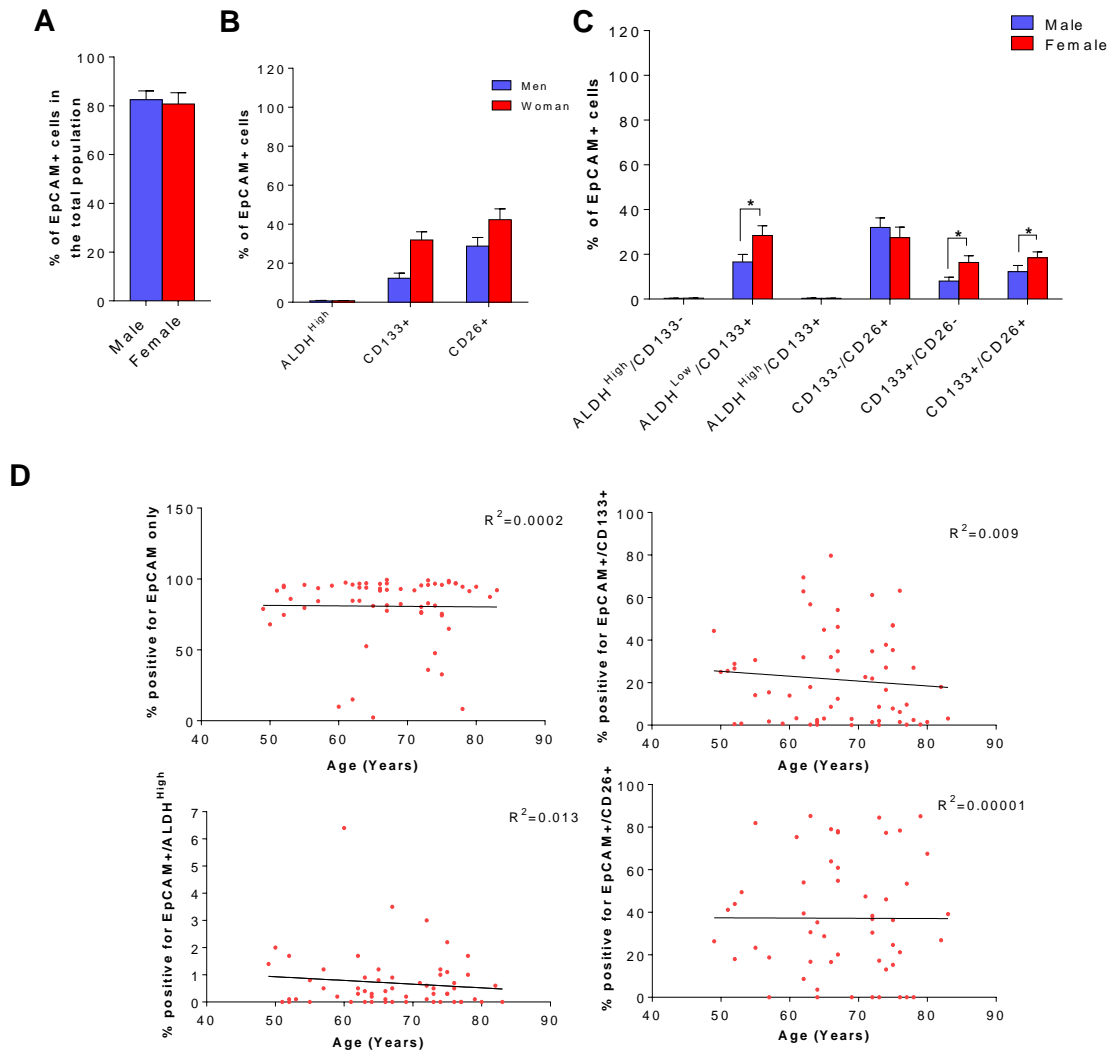 A
% of EpCAM+ cells in
the total population
100
80
60
40
20
0
Male
Female
B
% of EpCAM+ cells
120
100
80
60
40
20
0
Men
Woman
ALDH^High
CD133+
CD26+
C
% of EpCAM+ cells
120
100
80
60
40
20
0
Male
Female
*
*
*
ALDH^High/CD133-
ALDH^Low/CD133+
ALDH^High/CD133+
CD133-/CD26+
CD133+/CD26-
CD133+/CD26+
D
% positive for EpCAM only
150
100
50
0
R²=0.0002
40 50 60 70 80 90
Age (Years)
% positive for EpCAM+/CD133+
100
80
60
40
20
0
R²=0.009
40 50 60 70 80 90
Age (Years)
% positive for EpCAM+/ALDH^High
7
6
5
4
3
2
1
0
R²=0.013
40 50 60 70 80 90
Age (Years)
% positive for EpCAM+/CD26+
100
80
60
40
20
0
R²=0.00001
40 50 60 70 80 90
Age (Years)